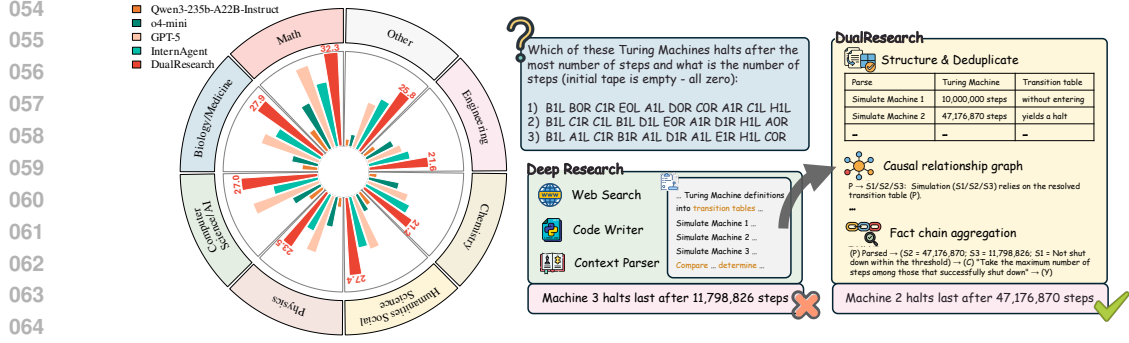 054
055
056
057
058
059
060
061
062
063
064
Qwen3-235b-A22B-Instruct
o4-mini
GPT-5
InternAgent
DualResearch
Math
Other
Engineering
Chemistry
Humanities Social
Science
Physics
Computer
Science/AI
Biology/Medicine
32.3
25.8
21.6
21.2
27.4
23.5
27.0
27.9
Which of these Turing Machines halts after the
most number of steps and what is the number of
steps (initial tape is empty - all zero):
1) B1L B0R C1R E0L A1L D0R C0R A1R C1L H1L
2) B1L C1R C1L B1D L D1L E0R A1R D1R H1L A0R
3) B1L A1L C1R B1R A1L D1R A1L E1R H1L C0R
Deep Research
Web Search
Code Writer
Context Parser
... Turing Machine definitions
into transition tables ...
Simulate Machine 1 ...
Simulate Machine 2 ...
Simulate Machine 3 ...
Compare ... determine ...
Machine 3 halts last after 11,798,826 steps
DualResearch
Structure & Deduplicate
Parse Turing Machine Transition table
Simulate Machine 1 10,000,000 steps without entering
Simulate Machine 2 47,176,870 steps yields a halt
... ... ...
Causal relationship graph
P → S1/S2/S3: Simulation (S1/S2/S3) relies on the resolved
transition table (P).
...
Fact chain aggregation
(P) Parsed → (S2 = 47,176,870; S3 = 11,798,826; S1 = Not shut
down within the threshold) → (C) "Take the maximum number of
steps among those that successfully shut down" → (Y)
Machine 2 halts last after 47,176,870 steps